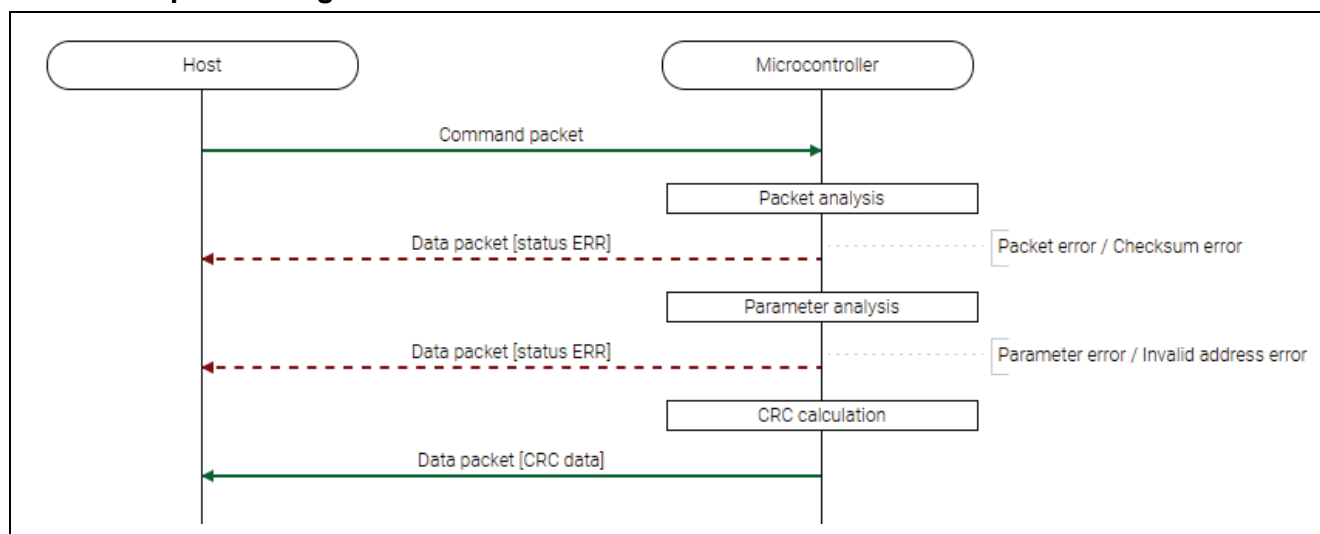 Host
Microcontroller
Command packet
Packet analysis
Data packet [status ERR]
Packet error / Checksum error
Parameter analysis
Data packet [status ERR]
Parameter error / Invalid address error
CRC calculation
Data packet [CRC data]